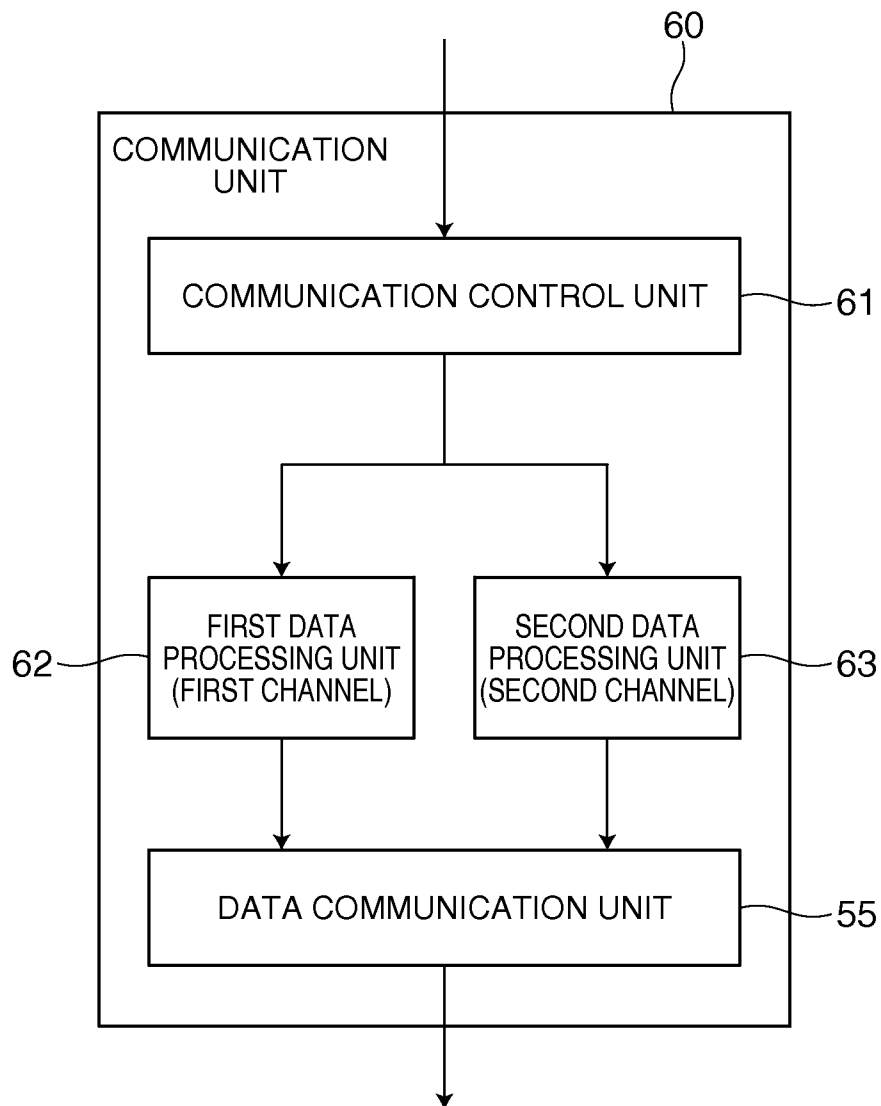 60
COMMUNICATION
UNIT
COMMUNICATION CONTROL UNIT
61
FIRST DATA
PROCESSING UNIT
(FIRST CHANNEL)
62
SECOND DATA
PROCESSING UNIT
(SECOND CHANNEL)
63
DATA COMMUNICATION UNIT
55